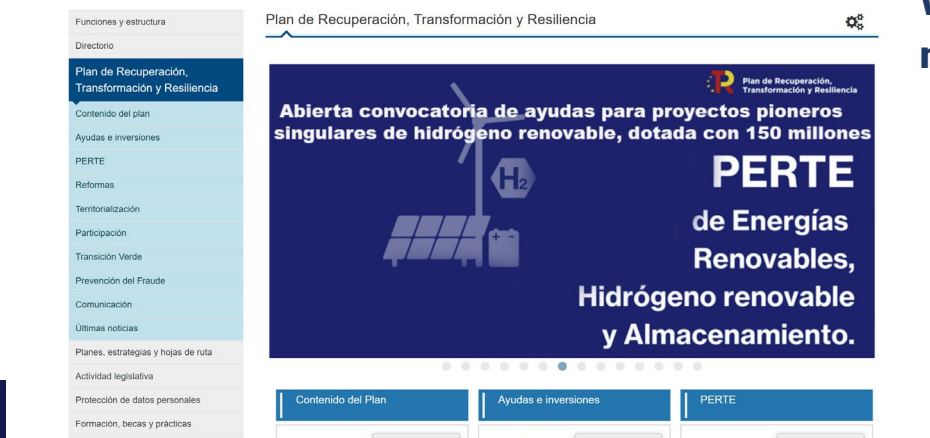 Funciones y estructura
Directorio
Plan de Recuperación,
Transformación y Resiliencia
Contenido del plan
Ayudas e inversiones
PERTE
Reformas
Territorialización
Participación
Transición Verde
Prevención del Fraude
Comunicación
Últimas noticias
Planes, estrategias y hojas de ruta
Actividad legislativa
Protección de datos personales
Formación, becas y prácticas
Plan de Recuperación, Transformación y Resiliencia
Plan de Recuperación,
Transformación y Resiliencia
Abierta convocatoria de ayudas para proyectos pioneros
singulares de hidrógeno renovable, dotada con 150 millones
H2
PERTE
de Energías
Renovables,
Hidrógeno renovable
y Almacenamiento.
Contenido del Plan
Ayudas e inversiones
PERTE